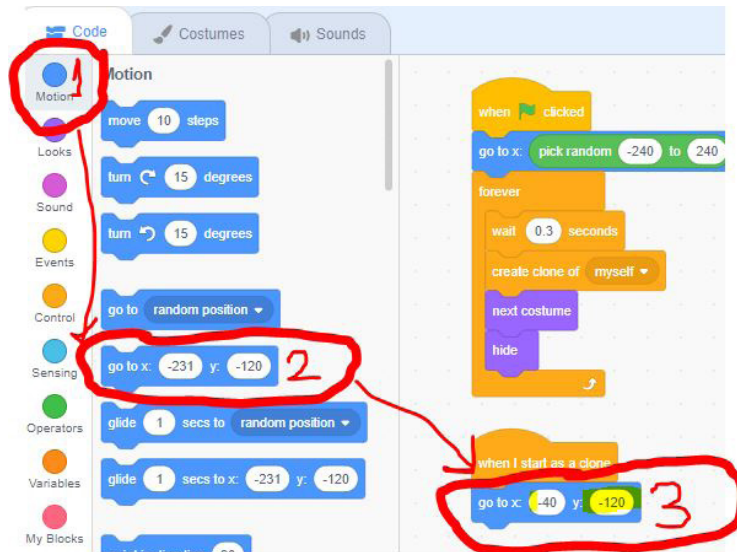 Code Costumes Sounds
1
Motion
Motion
move 10 steps
Looks
turn 15 degrees
Sound
turn 15 degrees
Events
Control
go to random position
Sensing
go to x: -231 y: -120
2
Operators
glide 1 secs to random position
Variables
glide 1 secs to x: -231 y: -120
My Blocks
when clicked
go to x: pick random -240 to 240
forever
wait 0.3 seconds
create clone of myself
next costume
hide
when I start as a clone
go to x: -40 y: -120
3